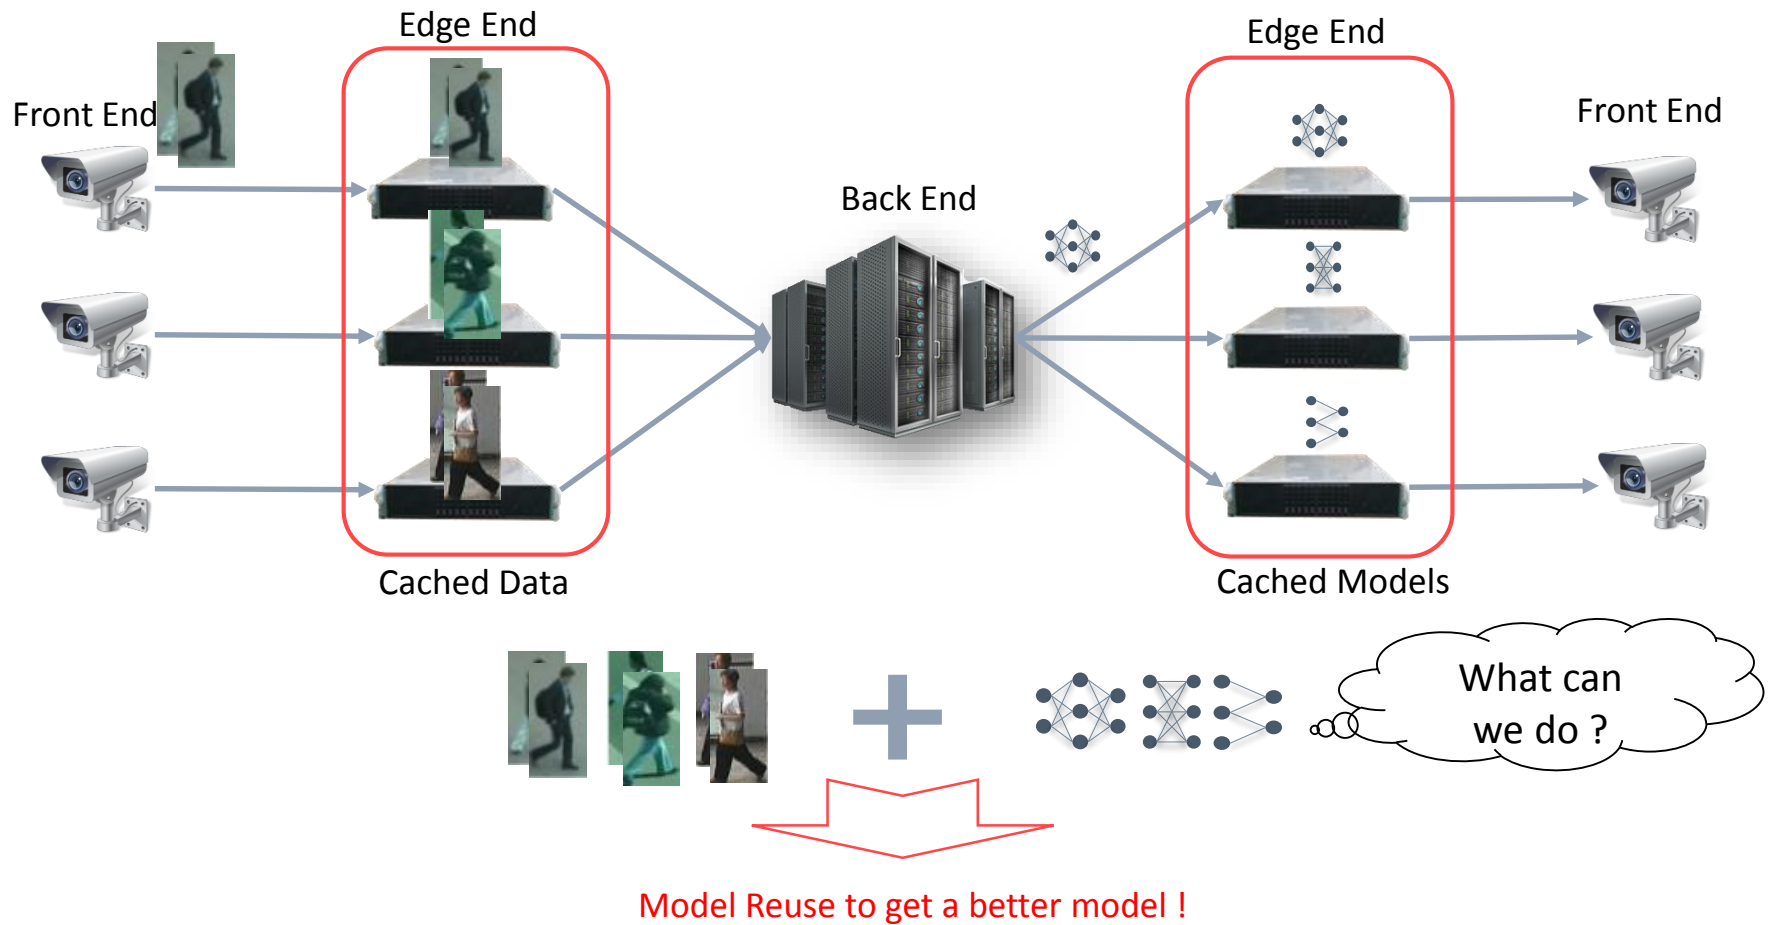 Edge End
Edge End
Front End
Front End
Back End
Cached Data
Cached Models
What can
we do ?
Model Reuse to get a better model !